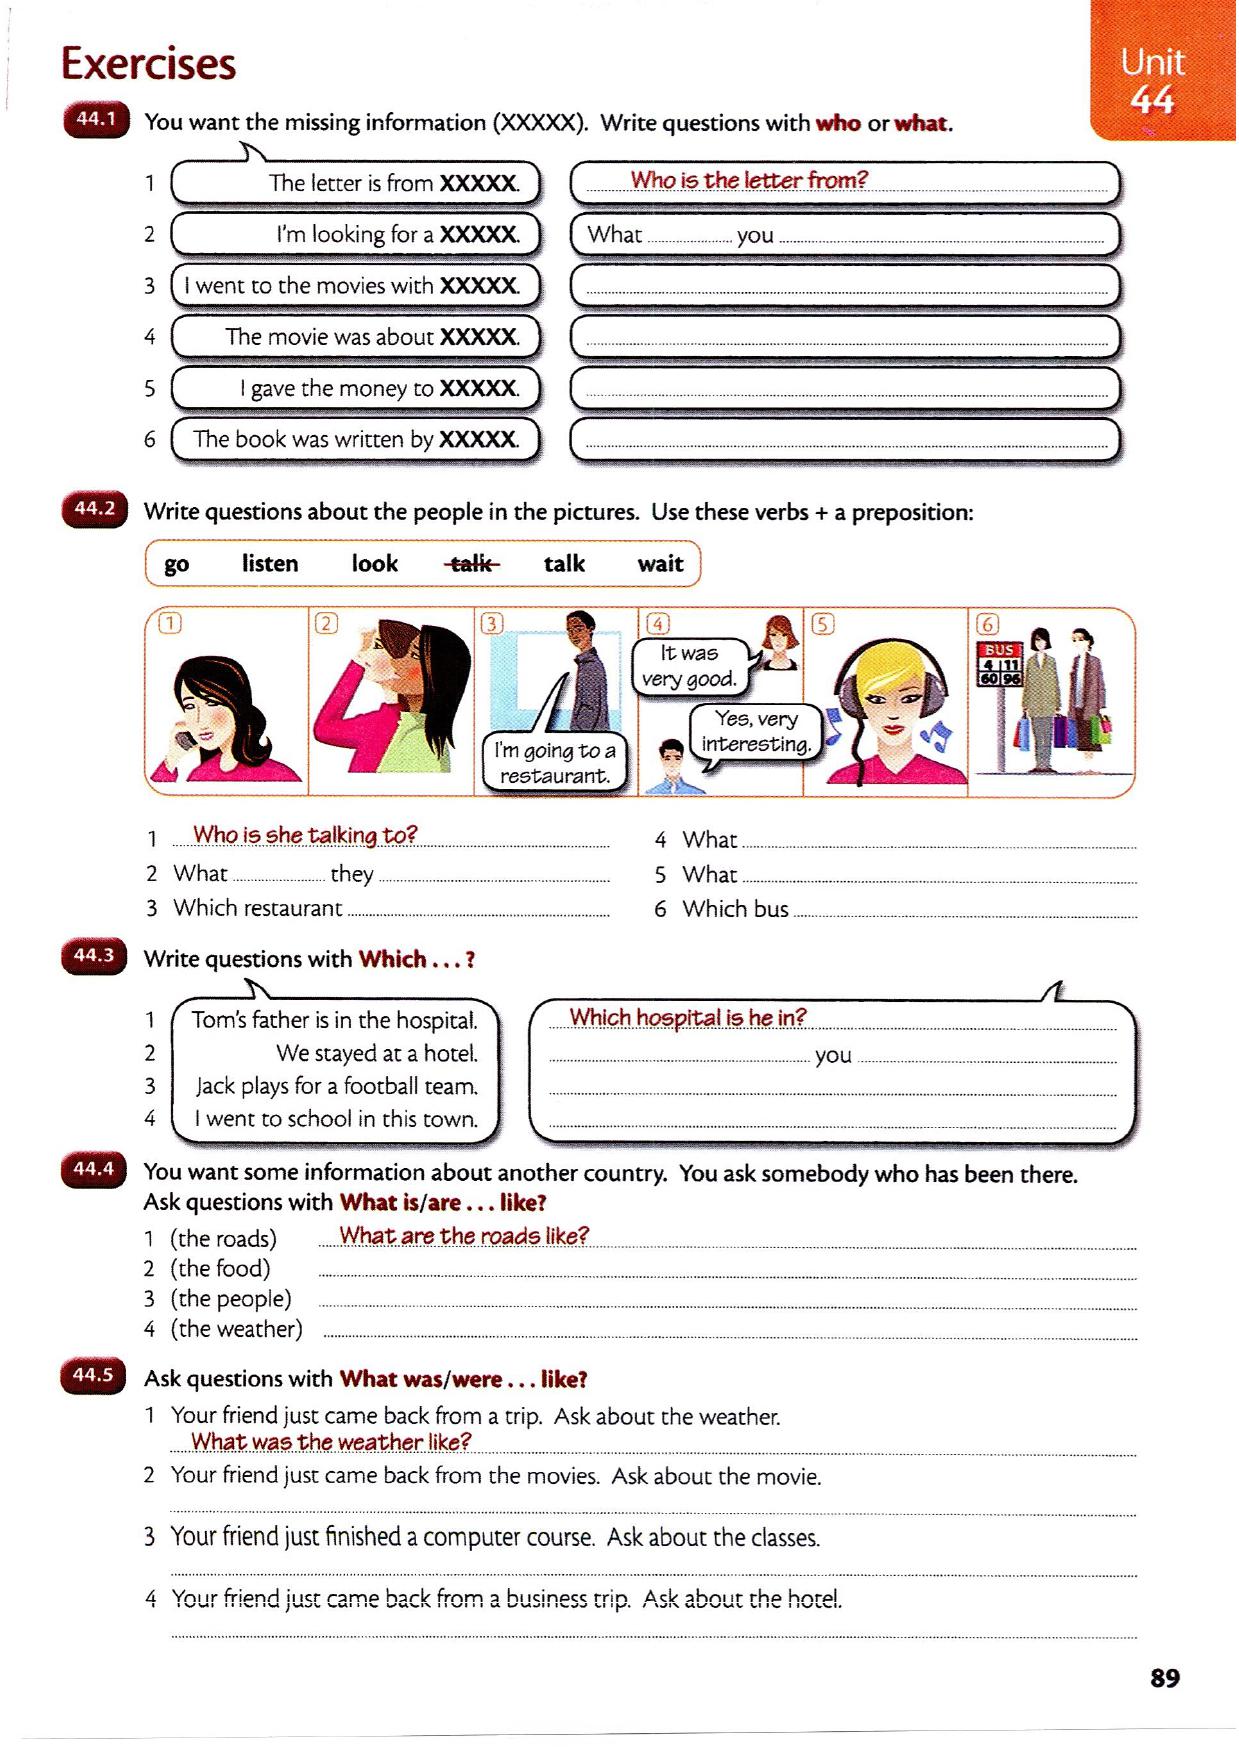 Exercises
Unit
44
44.1 You want the missing information (XXXXX). Write questions with who or what.
1 The letter is from XXXXX. Who is the letter from?
2 I'm looking for a XXXXX. What ............ you ............
3 I went to the movies with XXXXX. ............
4 The movie was about XXXXX. ............
5 I gave the money to XXXXX. ............
6 The book was written by XXXXX. ............
44.2 Write questions about the people in the pictures. Use these verbs + a preposition:
go listen look talk talk wait
1 2 3 4 5 6
It was
very good.
BUS
4 11
60 96
Yes, very
interesting.
I'm going to a
restaurant.
1 Who is she talking to?
2 What ............ they ............
3 Which restaurant ............
4 What ............
5 What ............
6 Which bus ............
44.3 Write questions with Which . . . ?
1 Tom's father is in the hospital. Which hospital is he in?
2 We stayed at a hotel. ............ you ............
3 Jack plays for a football team. ............
4 I went to school in this town. ............
44.4 You want some information about another country. You ask somebody who has been there.
Ask questions with What is/are . . . like?
1 (the roads) What are the roads like?
2 (the food) ............
3 (the people) ............
4 (the weather) ............
44.5 Ask questions with What was/were . . . like?
1 Your friend just came back from a trip. Ask about the weather.
What was the weather like?
2 Your friend just came back from the movies. Ask about the movie.
3 Your friend just finished a computer course. Ask about the classes.
4 Your friend just came back from a business trip. Ask about the hotel.
89